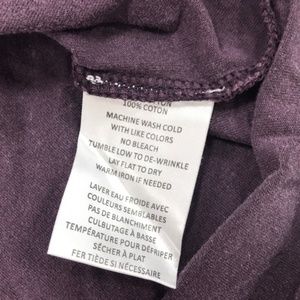 100% COTON
MACHINE WASH COLD
WITH LIKE COLORS
NO BLEACH
TUMBLE LOW TO DE-WRINKLE
LAY FLAT TO DRY
WARM IRON IF NEEDED
LAVER EAU FROIDE AVEC
COULEURS SEMBLABLES
PAS DE BLANCHIMENT
CULBUTAGE À BASSE
TEMPÉRATURE POUR DÉFRIPER
SÉCHER À PLAT
FER TIÈDE SI NÉCESSAIRE